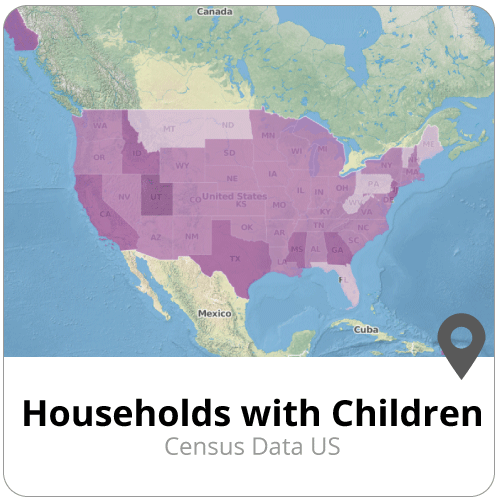 Canada
WA
MT
ND
MN
OR
ID
SD
WI
MI
ME
NY
MA
WY
NE
IA
PA
NV
UT
CO
United States
KS
IL
IN
OH
WV
VA
CA
MO
KY
AZ
NM
OK
AR
TN
NC
SC
TX
LA
MS
AL
GA
FL
Mexico
Cuba
Households with Children
Census Data US